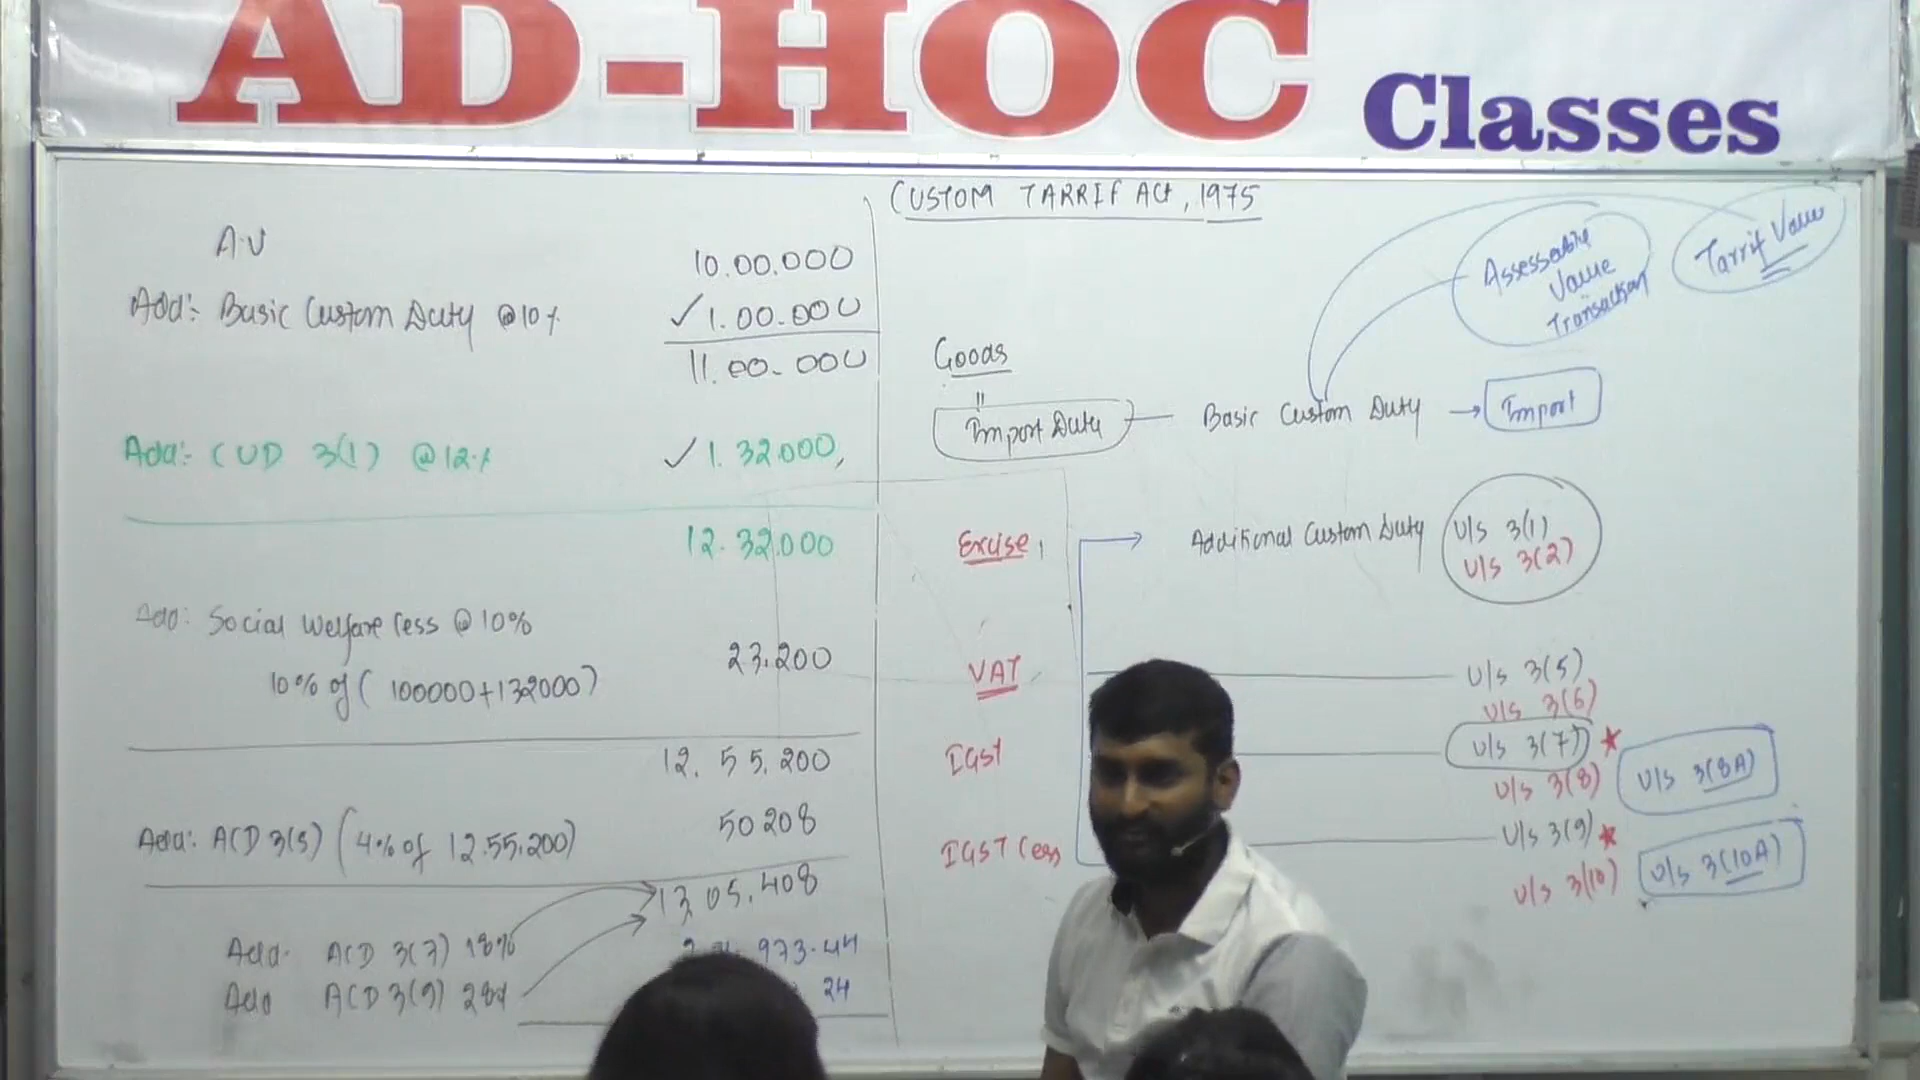 AD-HOC Classes
CUSTOM TARRIF ACT, 1975
A.V 10.00.000
Add:- Basic Custom Duty @10% ✓1.00.000
11.00.000
Add:- CVD 3(1) @12% ✓1.32.000,
12.32.000
Add: Social Welfare Cess @10%
10% of (100000+132000) 23.200
12.55.200
Add: ACD 3(5) (4% of 12.55.200) 50208
13,05.408
Add. ACD 3(7) 18% 973.44
Add ACD 3(9) 28% 24
Assessable
Value
Transaction
Tarrif Value
Goods
Import Duty Basic Custom Duty → Import
Excise, Additional Custom Duty U/s 3(1)
U/s 3(2)
VAT U/s 3(5)
U/s 3(6)
IGST U/s 3(7) ★
U/s 3(8) U/s 3(8A)
IGST Cess U/s 3(9) ★
U/s 3(10) U/s 3(10A)